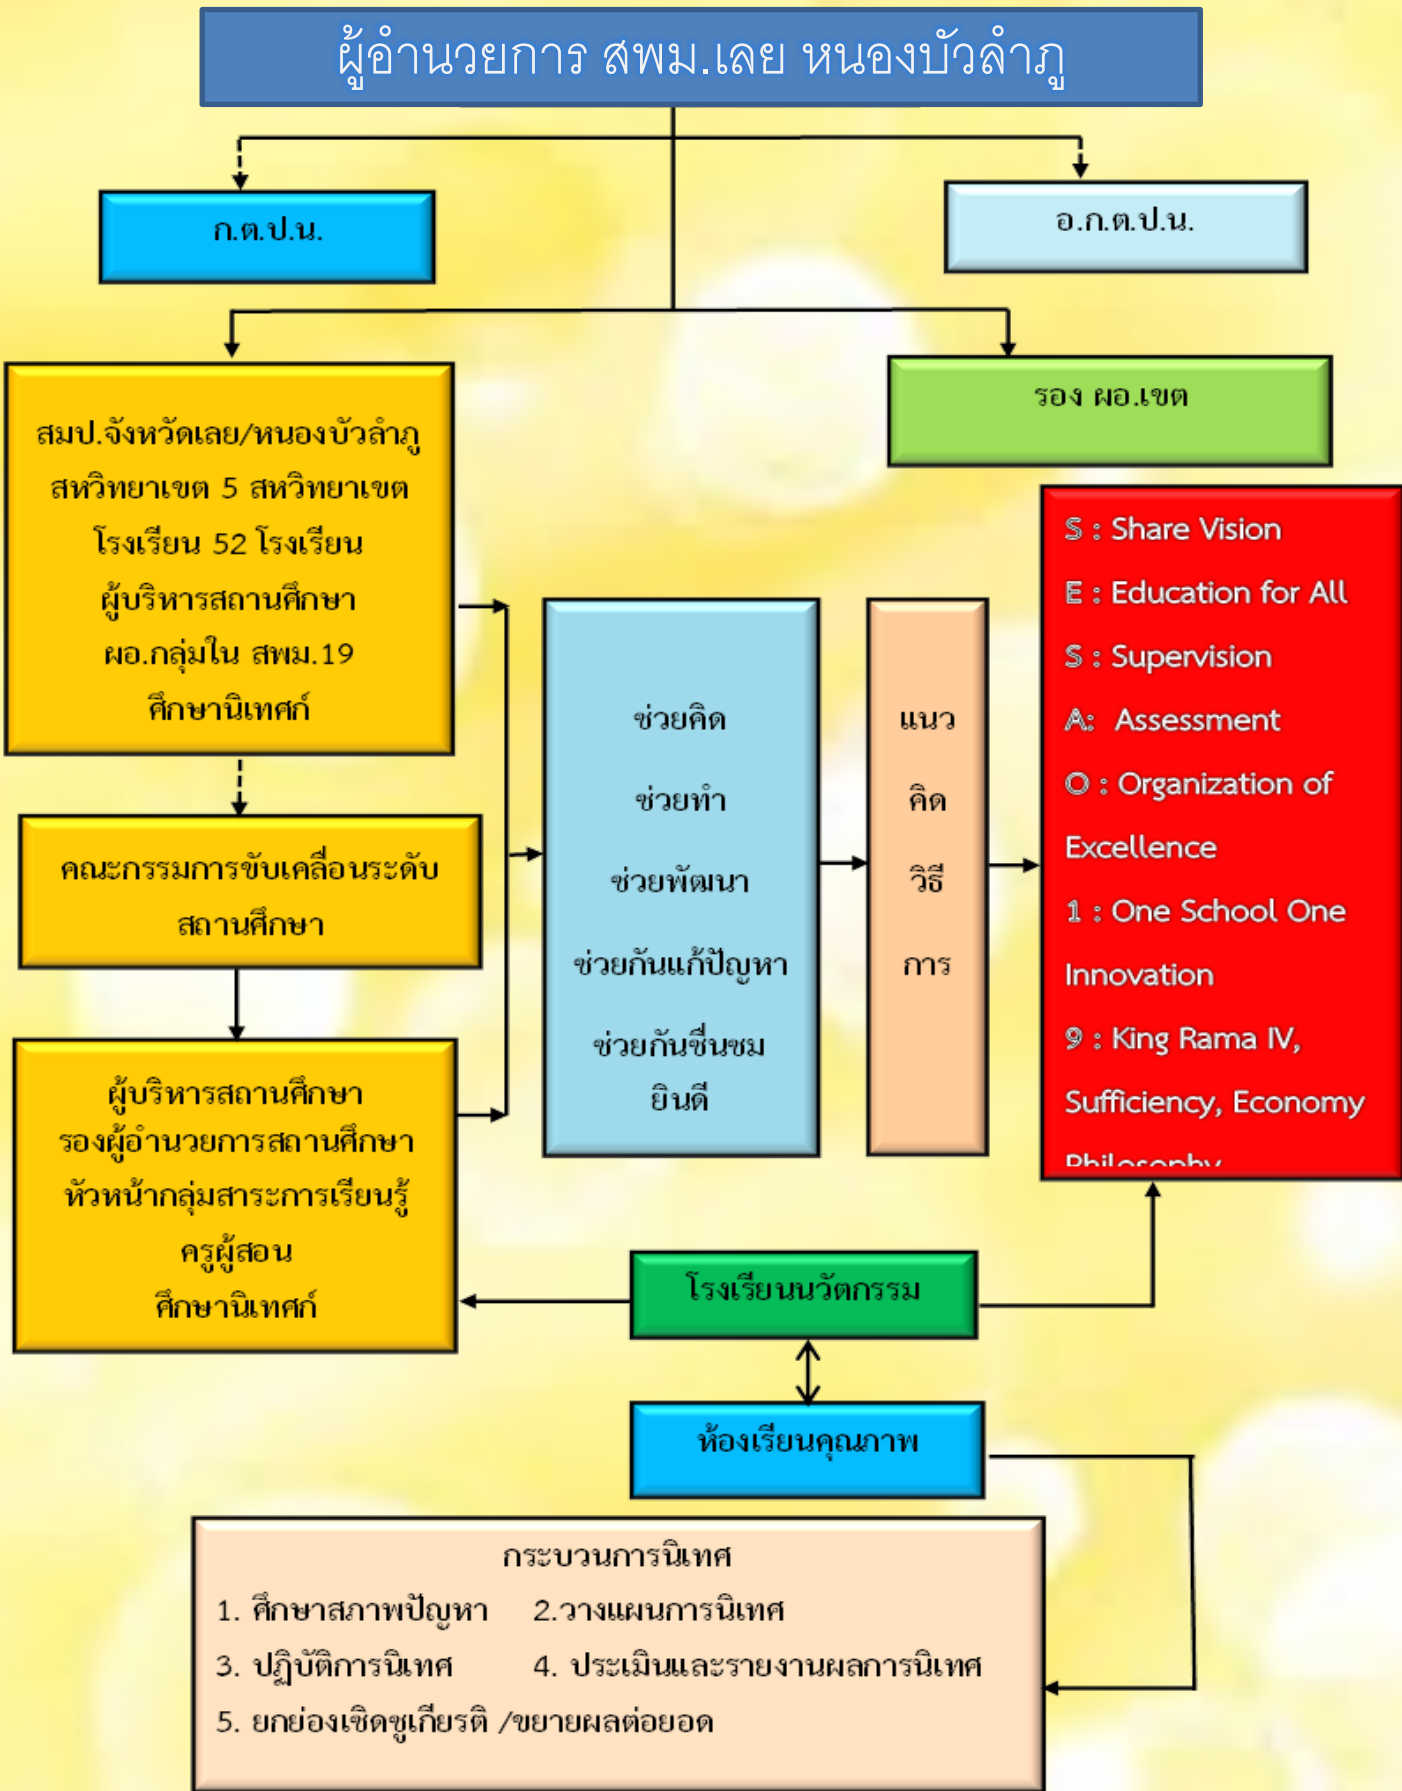 ผู้อำนวยการ สพม.เลย หนองบัวลำภู
ก.ต.ป.น.
อ.ก.ต.ป.น.
สมป.จังหวัดเลย/หนองบัวลำภู
สหวิทยาเขต 5 สหวิทยาเขต
โรงเรียน 52 โรงเรียน
ผู้บริหารสถานศึกษา
ผอ.กลุ่มใน สพม.19
ศึกษานิเทศก์
รอง ผอ.เขต
คณะกรรมการขับเคลื่อนระดับ
สถานศึกษา
ผู้บริหารสถานศึกษา
รองผู้อำนวยการสถานศึกษา
หัวหน้ากลุ่มสาระการเรียนรู้
ครูผู้สอน
ศึกษานิเทศก์
ช่วยคิด
ช่วยทำ
ช่วยพัฒนา
ช่วยกันแก้ปัญหา
ช่วยกันชื่นชม
ยินดี
แนว
คิด
วิธี
การ
S : Share Vision
E : Education for All
S : Supervision
A: Assessment
O : Organization of
Excellence
1 : One School One
Innovation
9 : King Rama IV,
Sufficiency, Economy
Philosophy
โรงเรียนนวัตกรรม
ห้องเรียนคุณภาพ
กระบวนการนิเทศ
1. ศึกษาสภาพปัญหา 2.วางแผนการนิเทศ
3. ปฏิบัติการนิเทศ 4. ประเมินและรายงานผลการนิเทศ
5. ยกย่องเชิดชูเกียรติ /ขยายผลต่อยอด